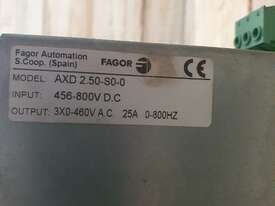 Fagor Automation
S.Coop. (Spain)
FAGOR
MODEL: AXD 2.50-S0-0
INPUT: 456-800V D.C
OUTPUT: 3X0-460V A.C. 25A 0-800HZ